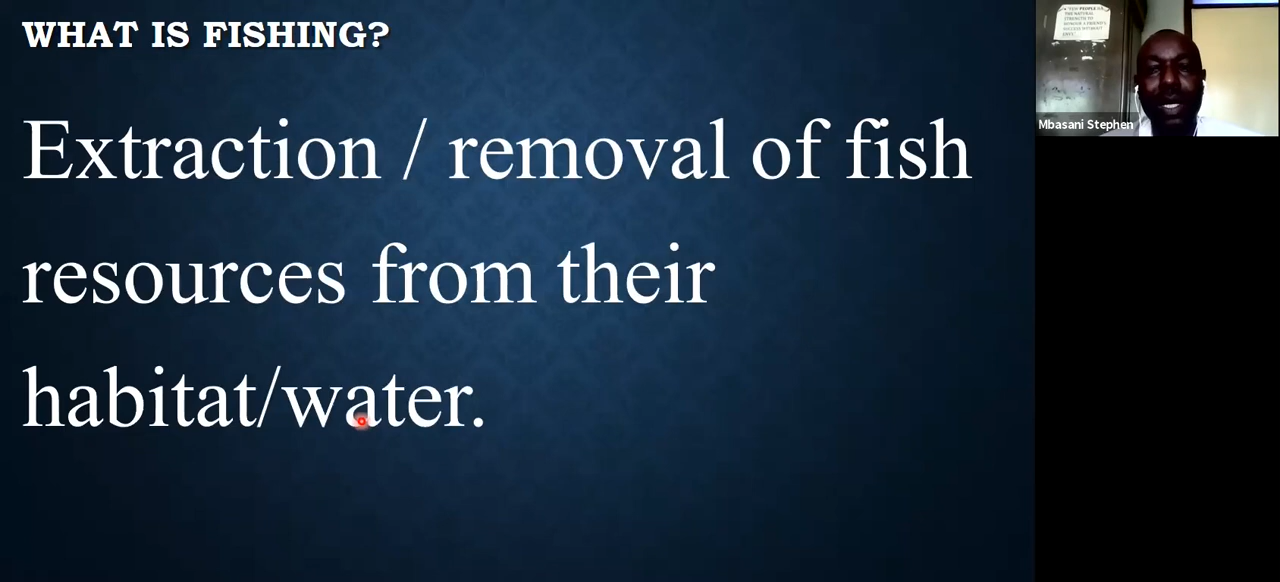 WHAT IS FISHING?
Extraction / removal of fish
resources from their
habitat/water.
Mbasani Stephen